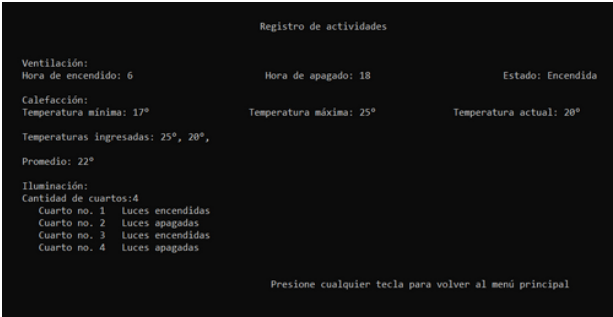 Registro de actividades
Ventilación:
Hora de encendido: 6 Hora de apagado: 18 Estado: Encendida
Calefacción:
Temperatura mínima: 17° Temperatura máxima: 25° Temperatura actual: 20°
Temperaturas ingresadas: 25°, 20°,
Promedio: 22°
Iluminación:
Cantidad de cuartos:4
Cuarto no. 1 Luces encendidas
Cuarto no. 2 Luces apagadas
Cuarto no. 3 Luces encendidas
Cuarto no. 4 Luces apagadas
Presione cualquier tecla para volver al menú principal